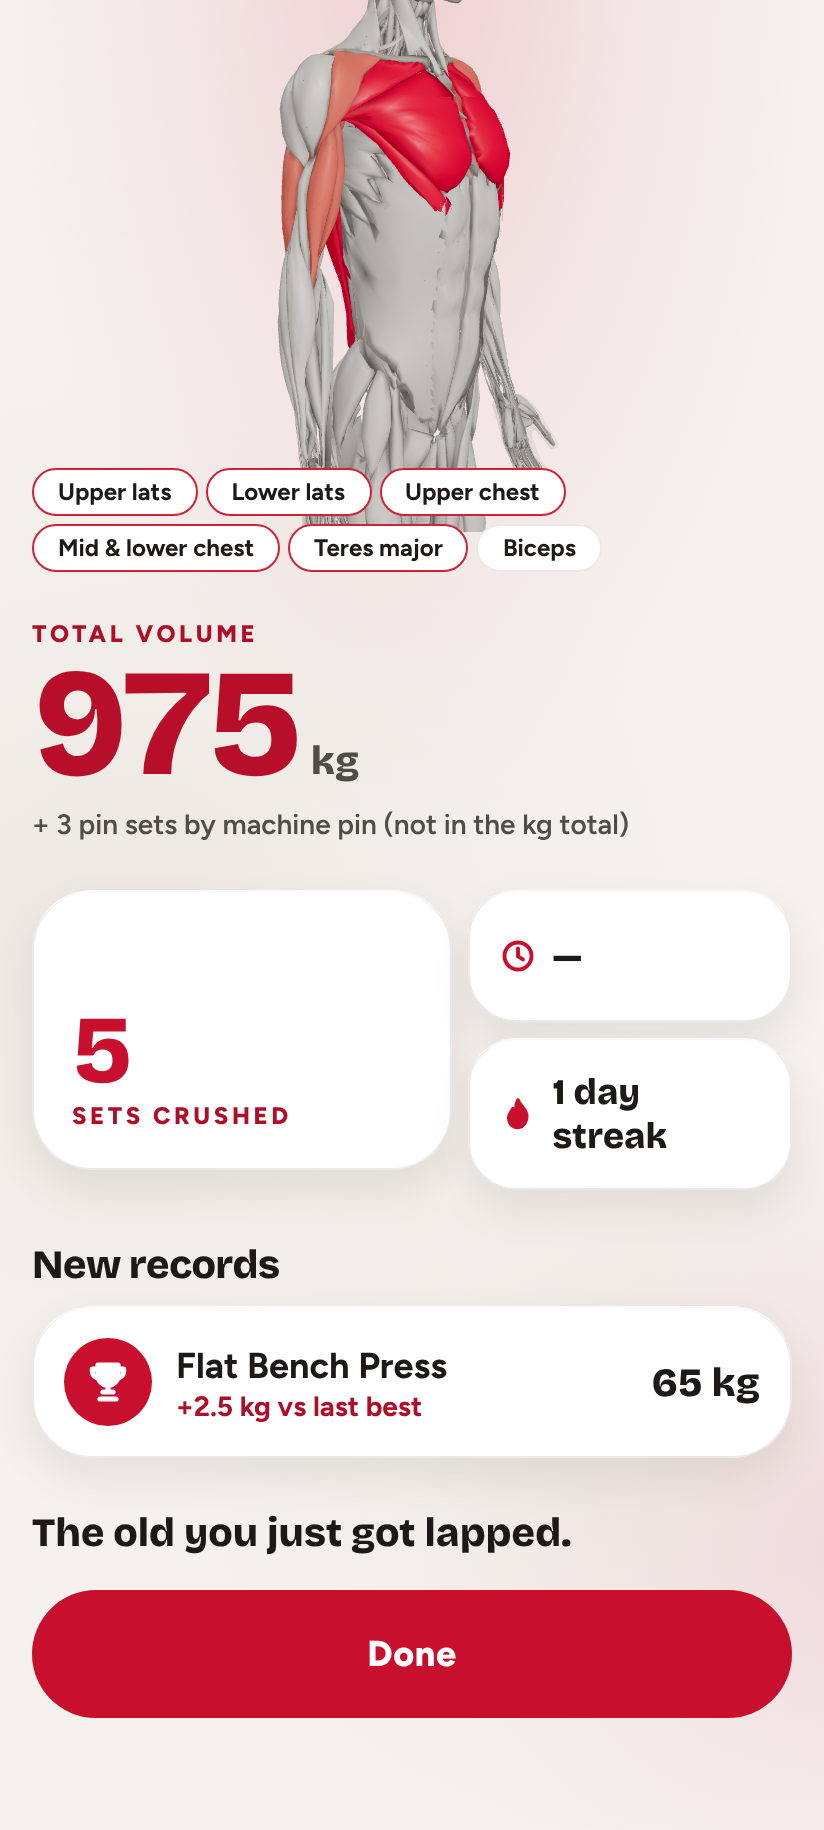 Upper lats
Lower lats
Upper chest
Mid & lower chest
Teres major
Biceps
TOTAL VOLUME
975 kg
+ 3 pin sets by machine pin (not in the kg total)
5
SETS CRUSHED
—
1 day
streak
New records
Flat Bench Press
+2.5 kg vs last best
65 kg
The old you just got lapped.
Done